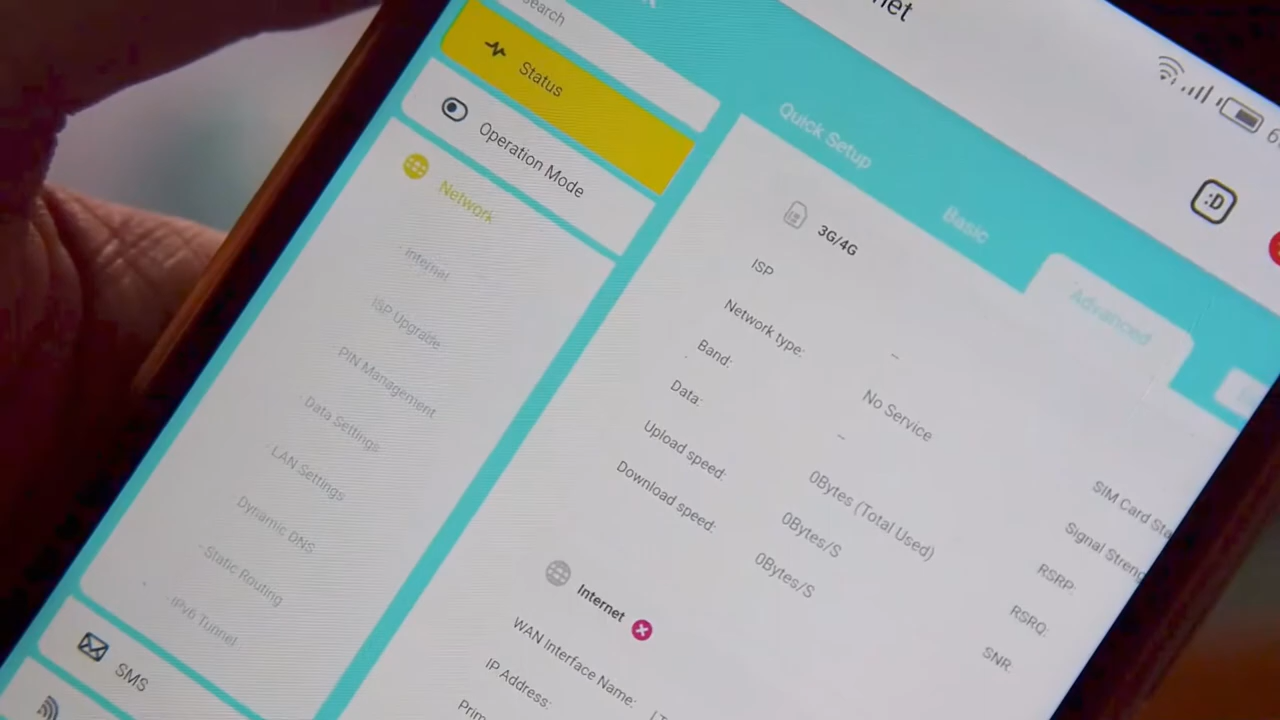 Search
Status
Operation Mode
Network
- Internet
- ISP Upgrade
PIN Management
- Data Settings
- LAN Settings
Dynamic DNS
- Static Routing
- IPv6 Tunnel
SMS
:D
Quick Setup
Basic
Advanced
3G/4G
ISP
Network type:
No Service
Band:
Data:
0Bytes (Total Used)
Upload speed:
0Bytes/S
Download speed:
0Bytes/S
SIM Card Sta
Signal Streng
RSRP:
RSRQ:
SNR:
Internet
WAN Interface Name:
IP Address: